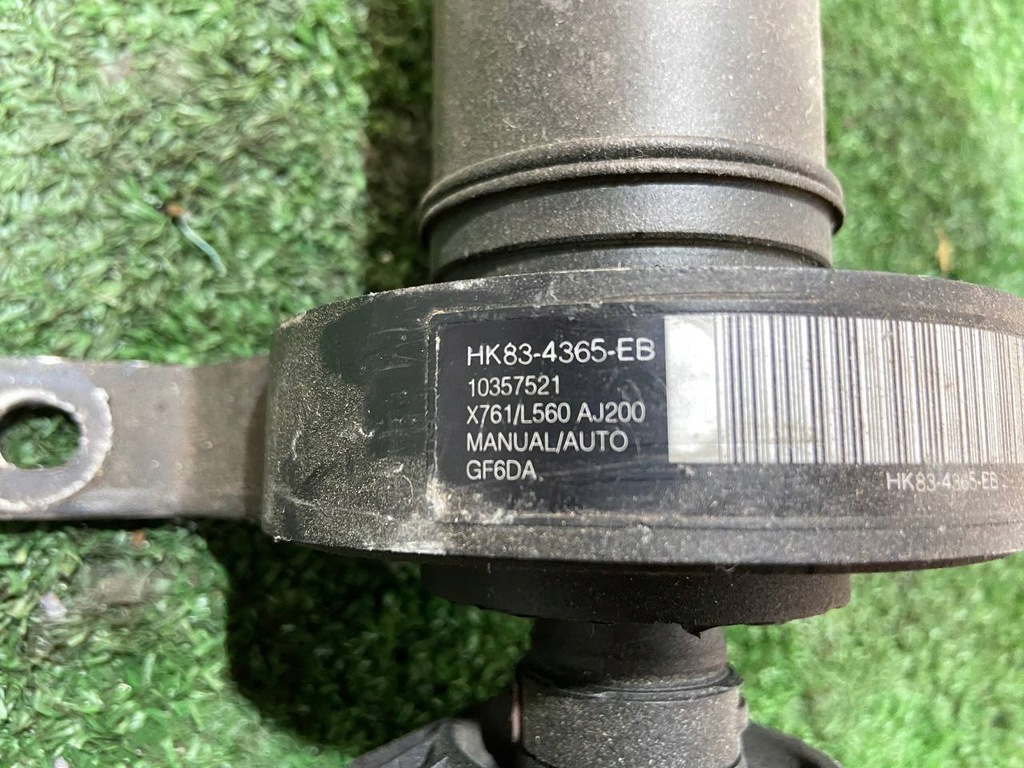 HK83-4365-EB
10357521
X761/L560 AJ200
MANUAL/AUTO
GF6DA
HK83-4365-EB